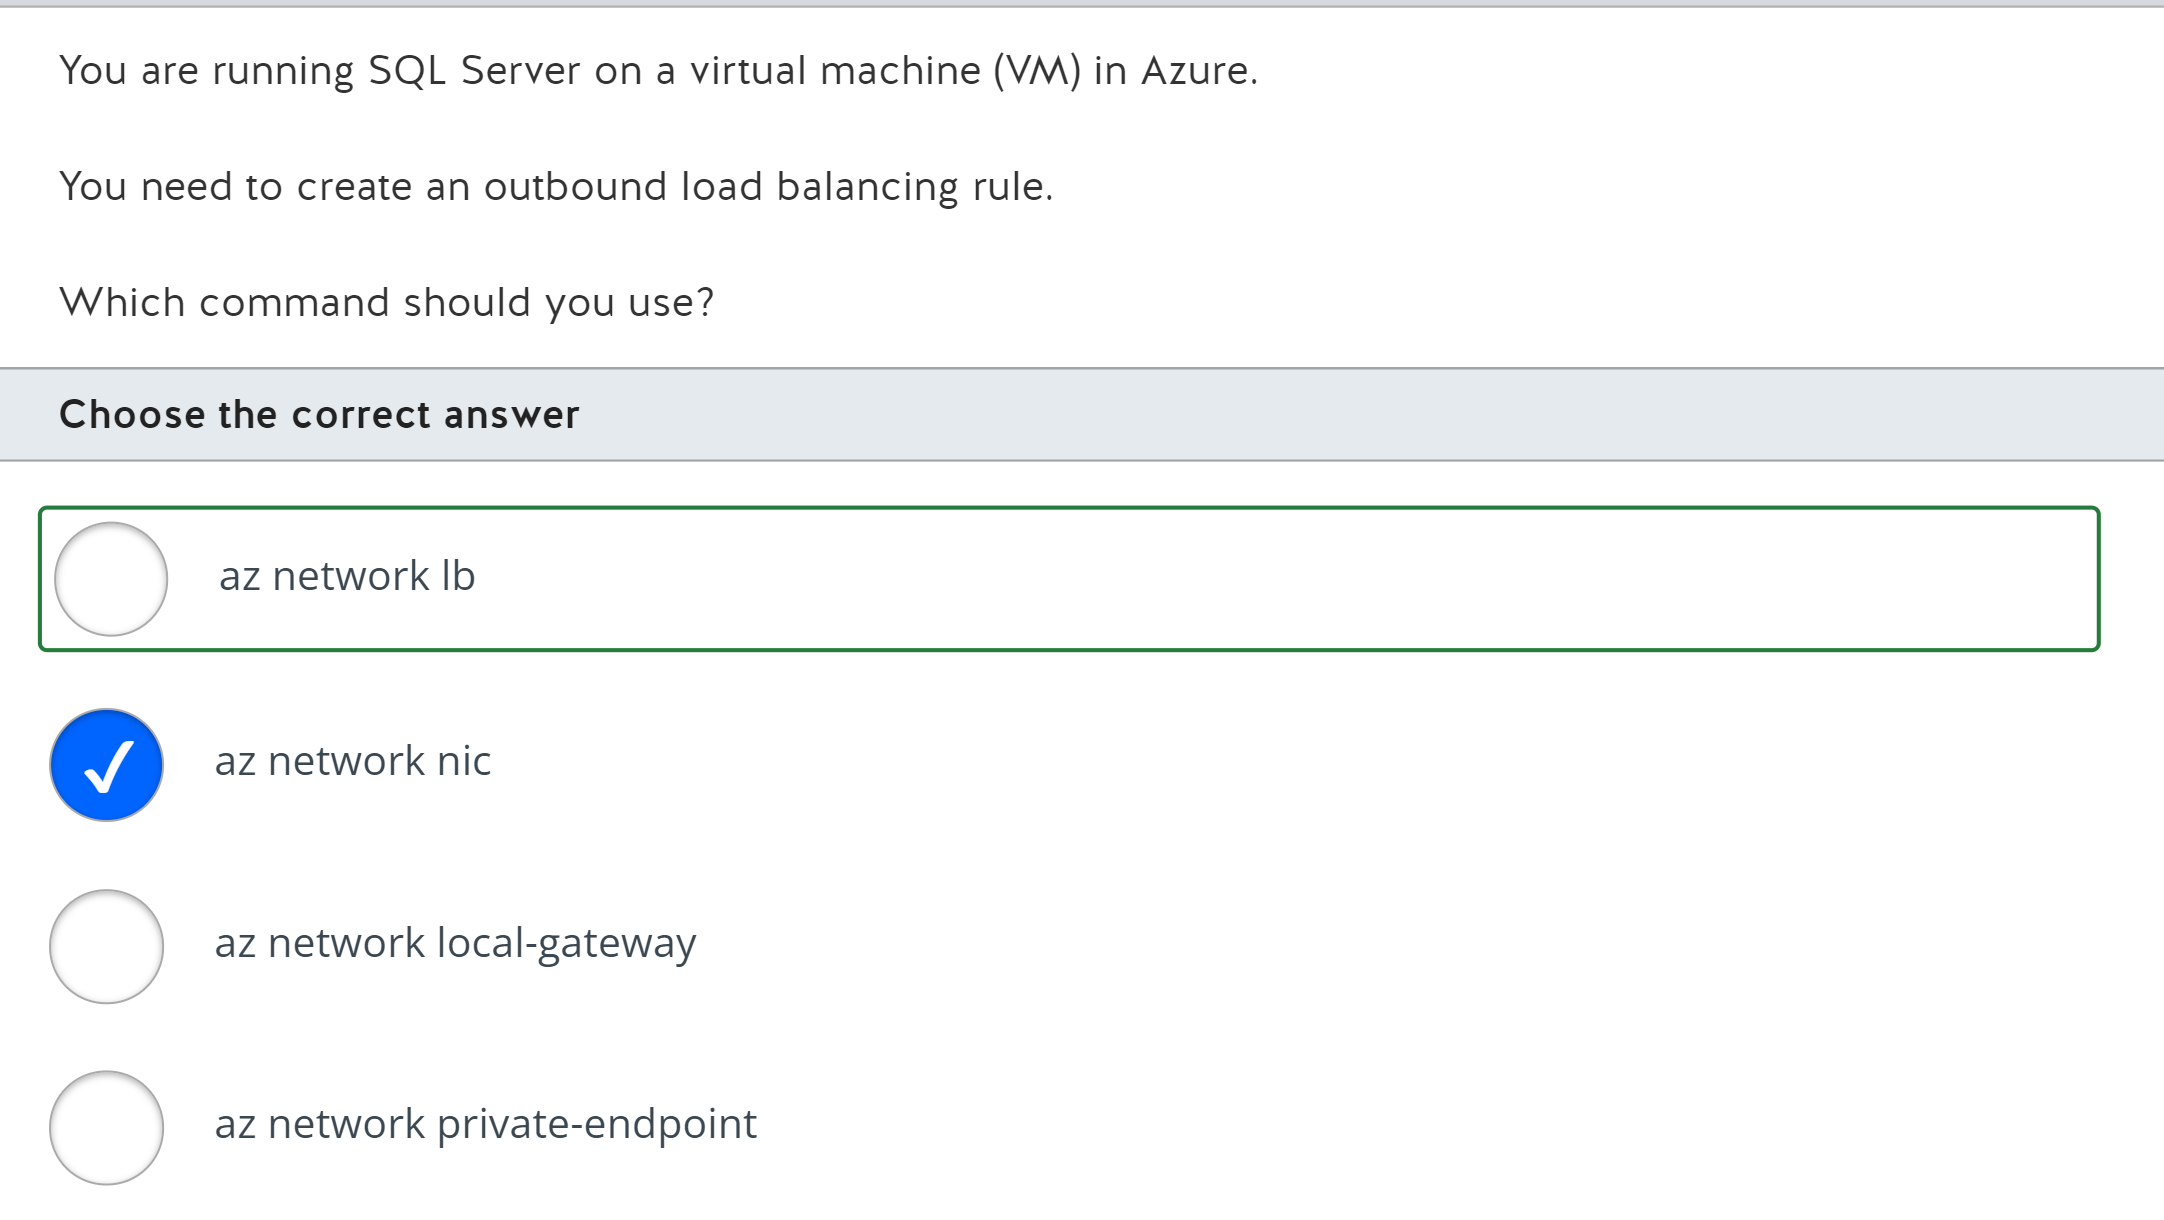 You are running SQL Server on a virtual machine (VM) in Azure.
You need to create an outbound load balancing rule.
Which command should you use?
Choose the correct answer
az network lb
az network nic
az network local-gateway
az network private-endpoint